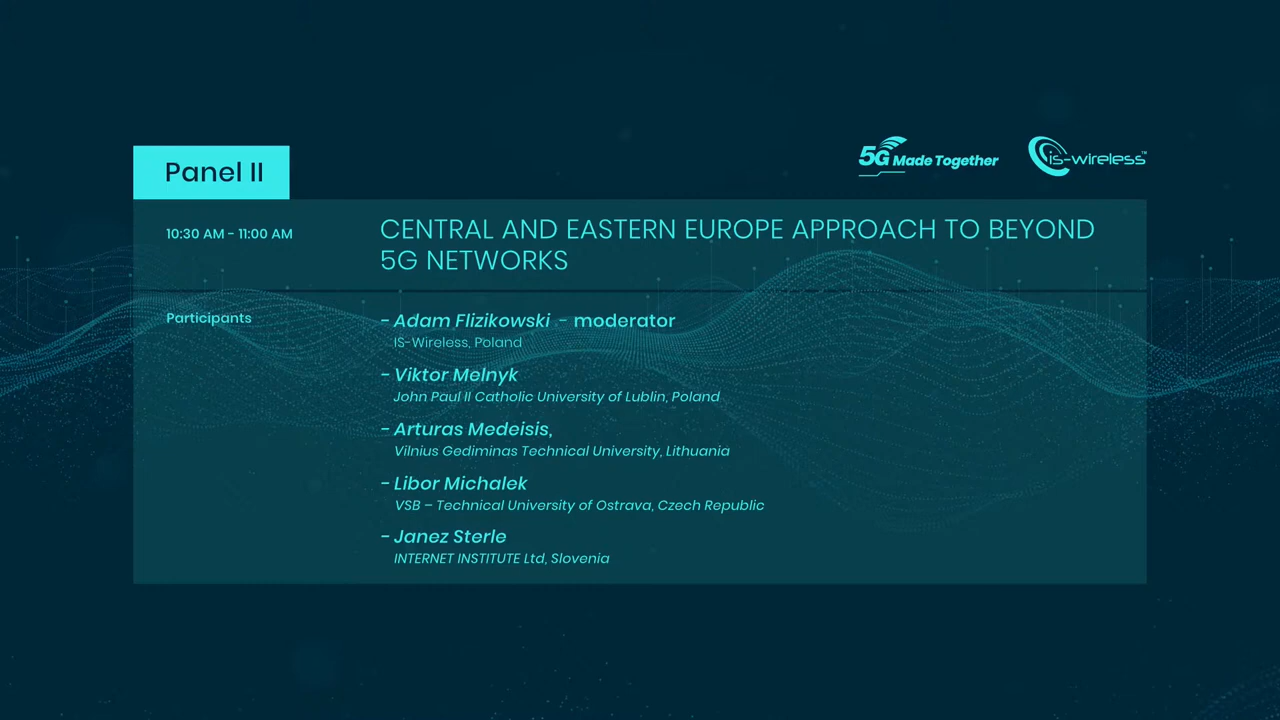 Panel II
5G Made Together
is-wireless™
10:30 AM - 11:00 AM
CENTRAL AND EASTERN EUROPE APPROACH TO BEYOND
5G NETWORKS
Participants
- Adam Flizikowski - moderator
IS-Wireless, Poland
- Viktor Melnyk
John Paul II Catholic University of Lublin, Poland
- Arturas Medeisis,
Vilnius Gediminas Technical University, Lithuania
- Libor Michalek
VSB – Technical University of Ostrava, Czech Republic
- Janez Sterle
INTERNET INSTITUTE Ltd, Slovenia